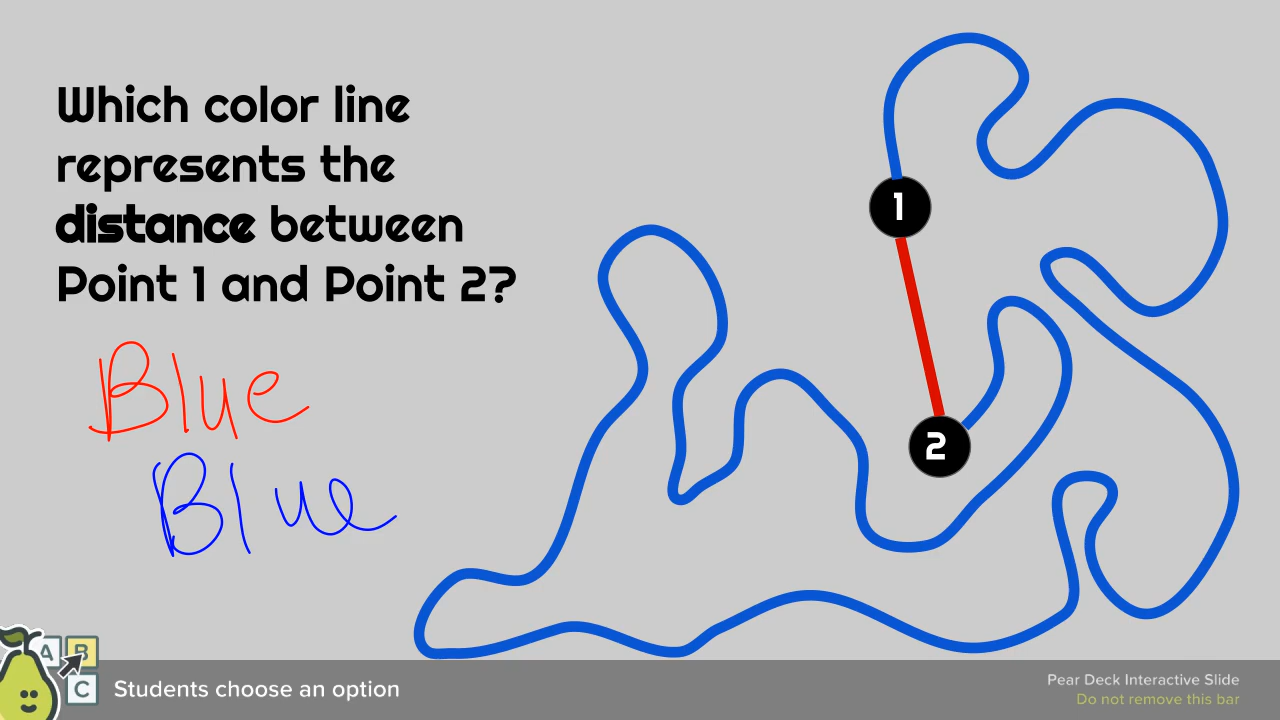 Which color line
represents the
distance between
Point 1 and Point 2?
Blue
Blue
1
2
A B
C
Students choose an option
Pear Deck Interactive Slide
Do not remove this bar